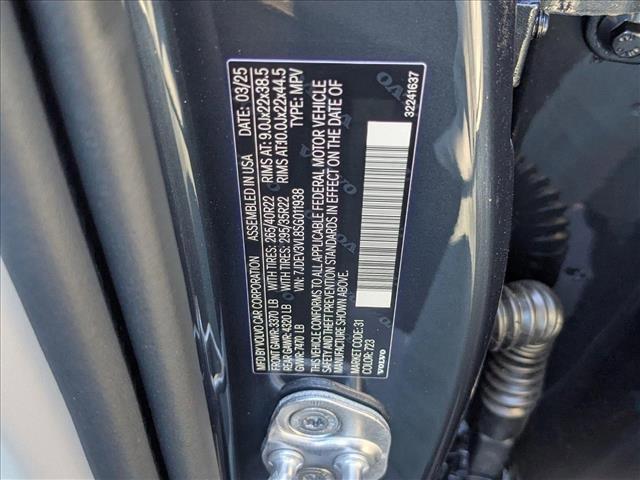 MFD BY VOLVO CAR CORPORATION ASSEMBLED IN USA DATE: 03/25
FRONT GAWR: 3370 LB WITH TIRES: 265/40R22 RIMS AT: 9.0Jx22x38.5
REAR GAWR: 4320 LB WITH TIRES: 295/35R22 RIMS AT:10.0Jx22x44.5
GVWR: 7410 LB VIN: 7JDEV3VL8SG011938 TYPE: MPV
THIS VEHICLE CONFORMS TO ALL APPLICABLE FEDERAL MOTOR VEHICLE
SAFETY AND THEFT PREVENTION STANDARDS IN EFFECT ON THE DATE OF
MANUFACTURE SHOWN ABOVE.
MARKET CODE:31
COLOR: 723
VOLVO
32241637